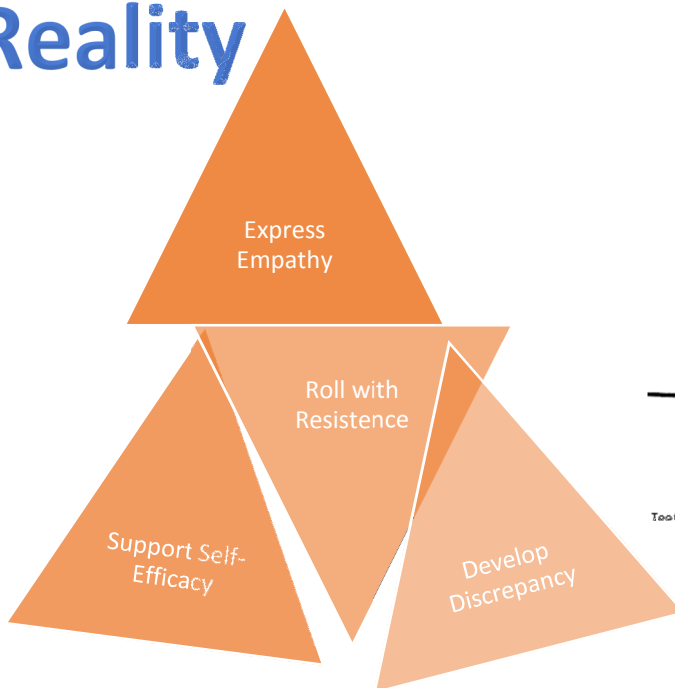 Reality
Express
Empathy
Roll with
Resistence
Support Self-
Efficacy
Develop
Discrepancy